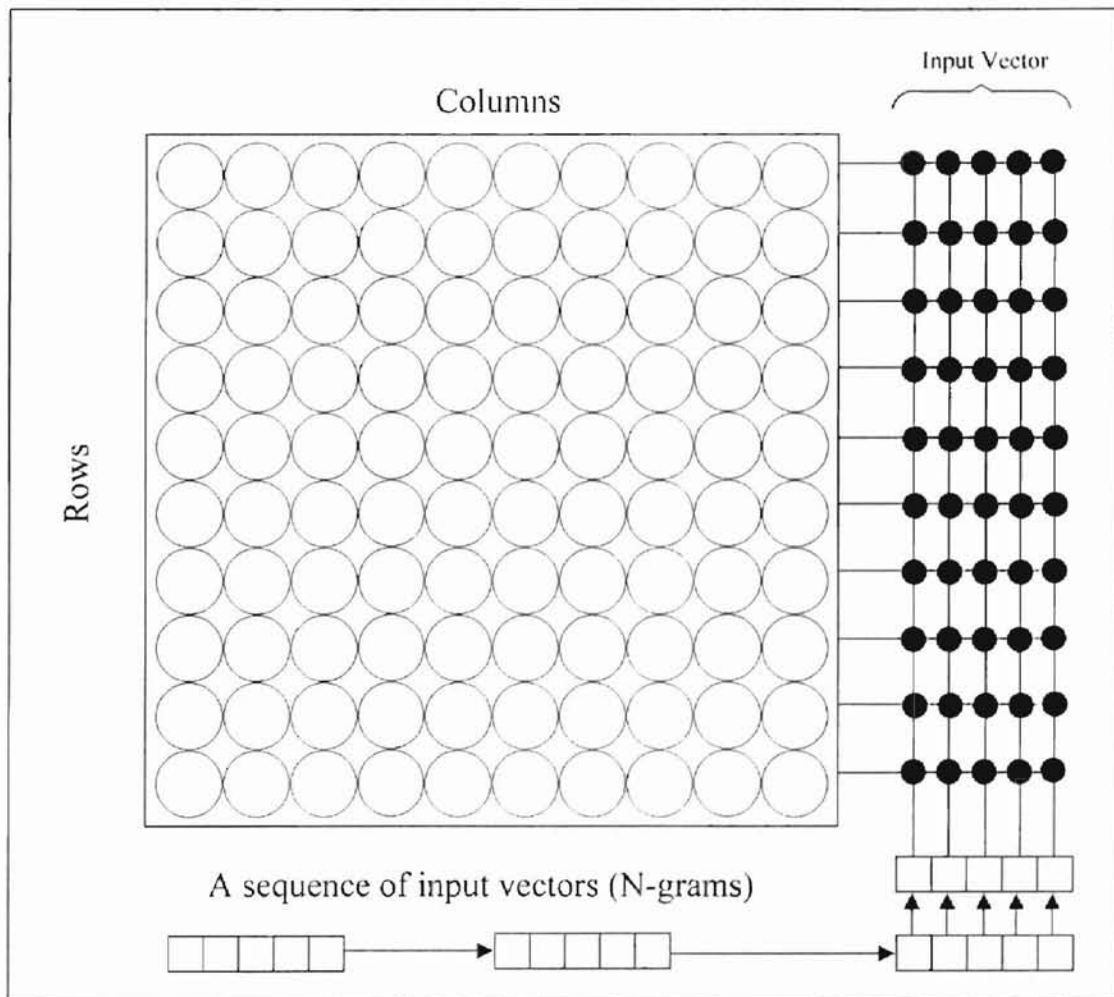 Input Vector
Columns
Rows
A sequence of input vectors (N-grams)